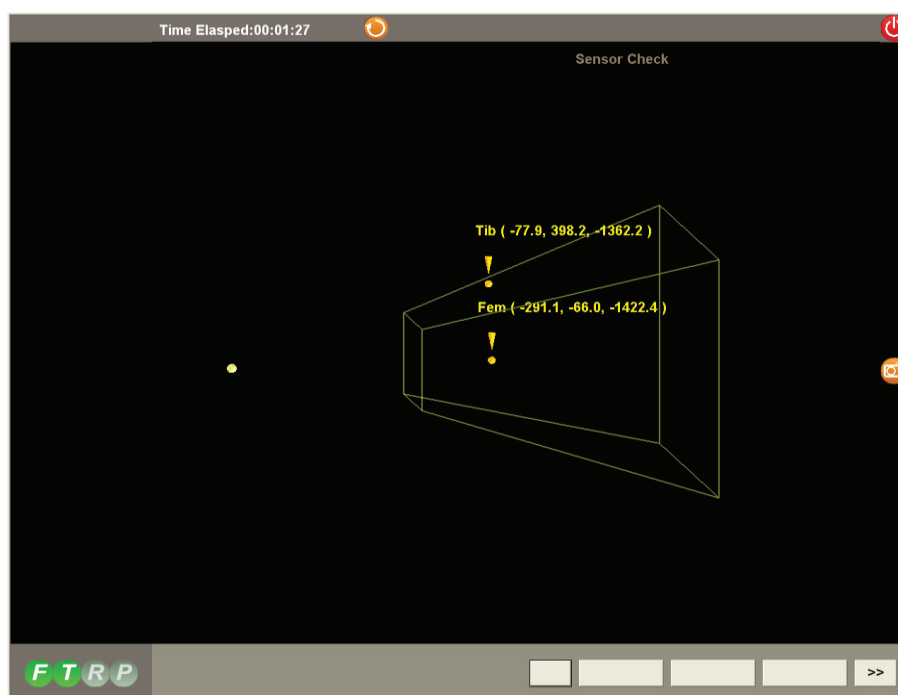 Time Elasped:00:01:27
Sensor Check
Tib ( -77.9, 398.2, -1362.2 )
Fem ( -291.1, -66.0, -1422.4 )
F T R P
>>